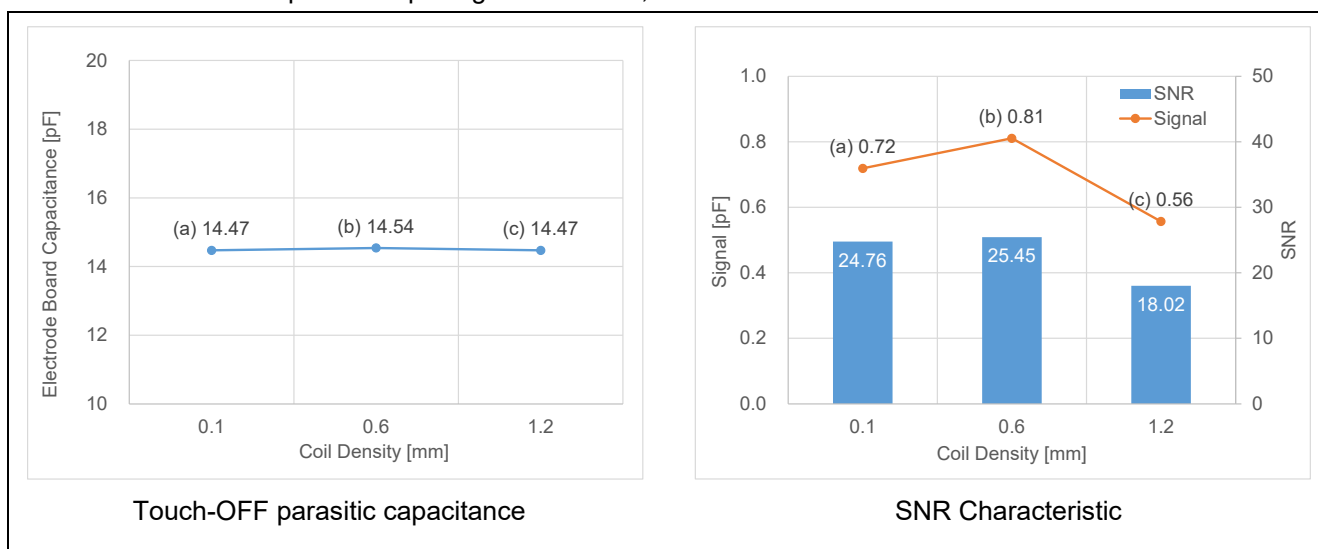 20
18
16
14
12
10
Electrode Board Capacitance [pF]
(a) 14.47
(b) 14.54
(c) 14.47
0.1
0.6
1.2
Coil Density [mm]
Touch-OFF parasitic capacitance
1.0
0.8
0.6
0.4
0.2
0.0
Signal [pF]
50
40
30
20
10
0
SNR
SNR
Signal
(a) 0.72
(b) 0.81
(c) 0.56
24.76
25.45
18.02
0.1
0.6
1.2
Coil Density [mm]
SNR Characteristic